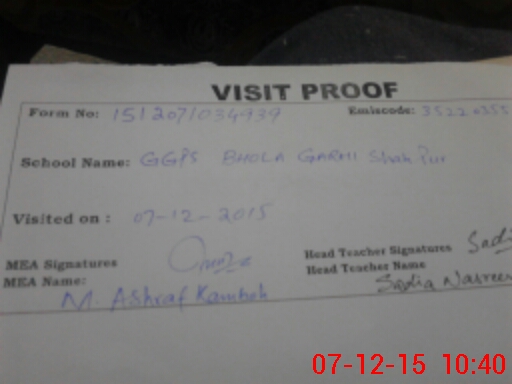 VISIT PROOF
Form No: 151207/034939 Emiscode: 35220355
School Name: GGPS BHOLA GARHI Shah Pur
Visited on : 07-12-2015
MEA Signatures Head Teacher Signatures Sadi
MEA Name: Head Teacher Name Sadia Nasreen
M. Ashraf Kamboh
07-12-15 10:40